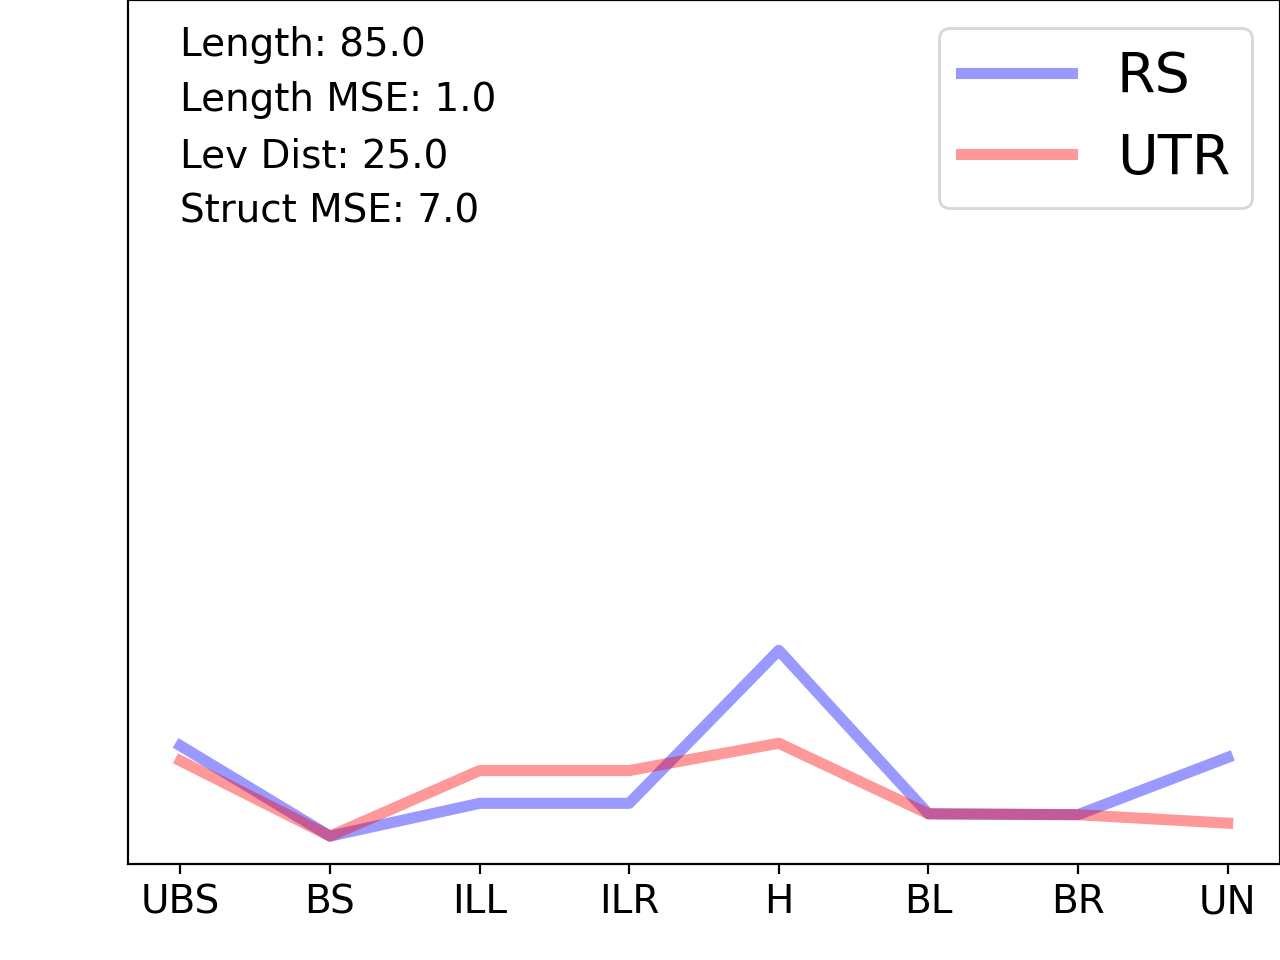 Length: 85.0
Length MSE: 1.0
Lev Dist: 25.0
Struct MSE: 7.0
RS
UTR
UBS BS ILL ILR H BL BR UN